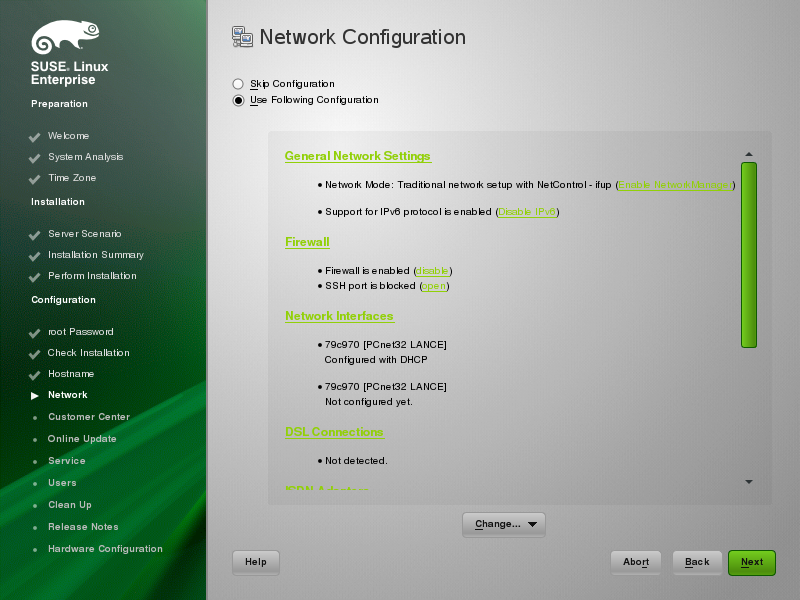 SUSE. Linux
Enterprise
Preparation
Welcome
System Analysis
Time Zone
Installation
Server Scenario
Installation Summary
Perform Installation
Configuration
root Password
Check Installation
Hostname
Network
Customer Center
Online Update
Service
Users
Clean Up
Release Notes
Hardware Configuration
Network Configuration
Skip Configuration
Use Following Configuration
General Network Settings
• Network Mode: Traditional network setup with NetControl - ifup (Enable NetworkManager)
• Support for IPv6 protocol is enabled (Disable IPv6)
Firewall
• Firewall is enabled (disable)
• SSH port is blocked (open)
Network Interfaces
• 79c970 [PCnet32 LANCE]
Configured with DHCP
• 79c970 [PCnet32 LANCE]
Not configured yet.
DSL Connections
• Not detected.
Change...
Help
Abort
Back
Next